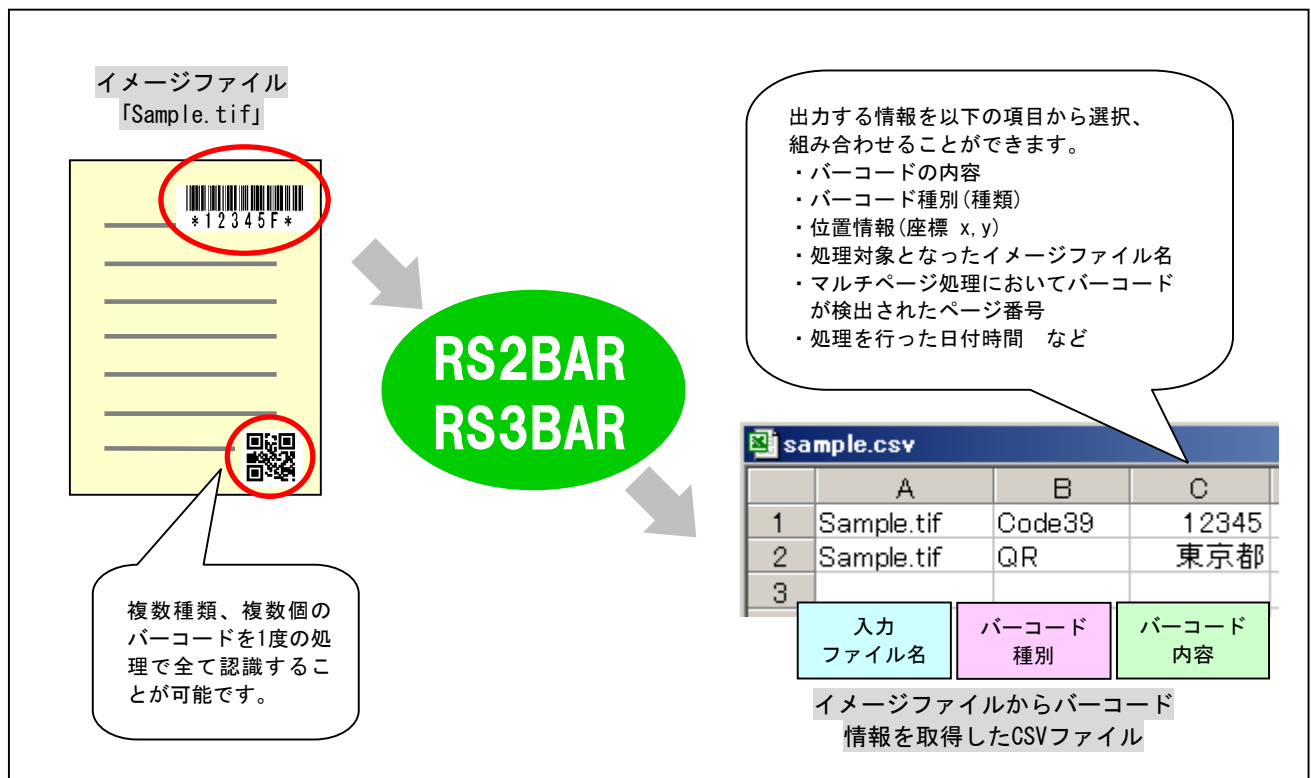 イメージファイル
「Sample.tif」
*12345F*
複数種類、複数個の
バーコードを1度の処
理で全て認識するこ
とが可能です。
RS2BAR
RS3BAR
出力する情報を以下の項目から選択、
組み合わせることができます。
・バーコードの内容
・バーコード種別(種類)
・位置情報(座標 x,y)
・処理対象となったイメージファイル名
・マルチページ処理においてバーコード
が検出されたページ番号
・処理を行った日付時間 など
sample.csv
A B C
1 Sample.tif Code39 12345
2 Sample.tif QR 東京都
3
入力
ファイル名
バーコード
種別
バーコード
内容
イメージファイルからバーコード
情報を取得したCSVファイル